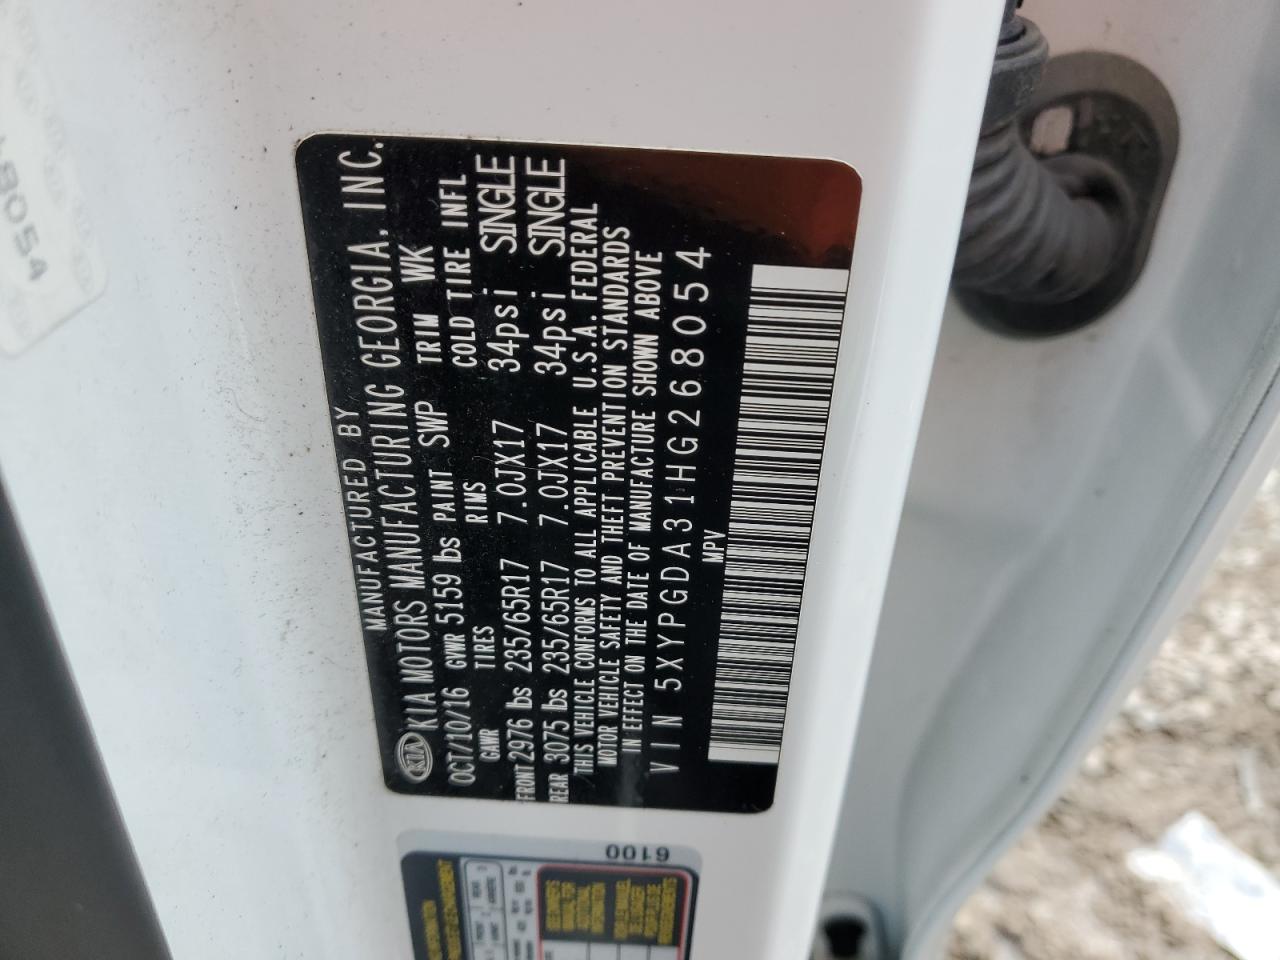 MANUFACTURED BY
KIA KIA MOTORS MANUFACTURING GEORGIA, INC.
OCT/10/16 GVWR 5159 lbs PAINT SWP TRIM WK
GAWR TIRES RIMS COLD TIRE INFL
FRONT 2976 lbs 235/65R17 7.0JX17 34psi SINGLE
REAR 3075 lbs 235/65R17 7.0JX17 34psi SINGLE
THIS VEHICLE CONFORMS TO ALL APPLICABLE U.S.A. FEDERAL
MOTOR VEHICLE SAFETY AND THEFT PREVENTION STANDARDS
IN EFFECT ON THE DATE OF MANUFACTURE SHOWN ABOVE
VIN 5XYPGDA31HG268054
MPV
68054
6100